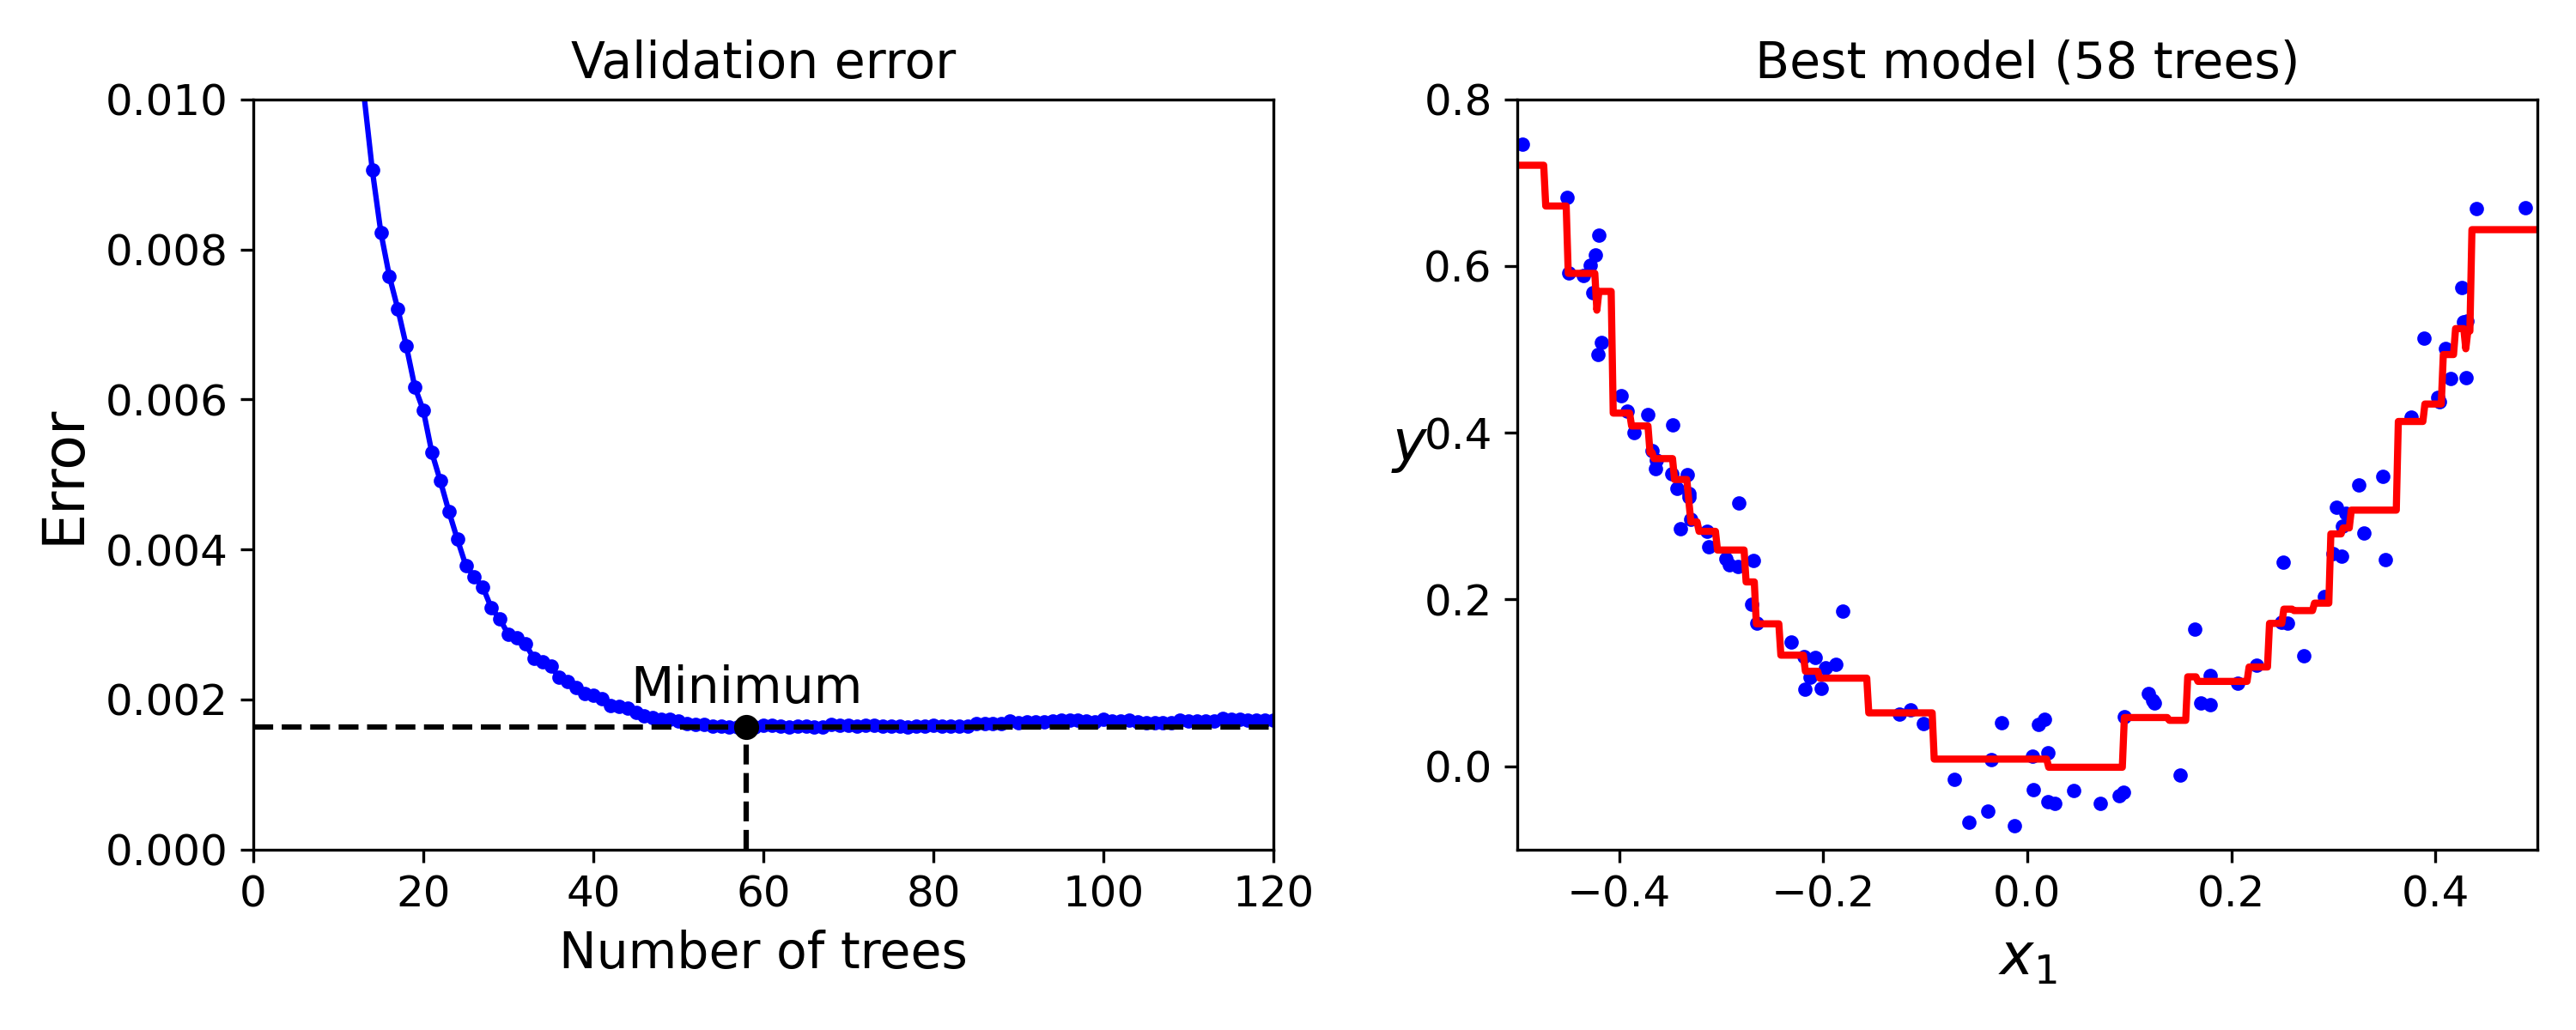 Validation error
0.010
0.008
0.006
0.004
0.002
0.000
Error
Minimum
0 20 40 60 80 100 120
Number of trees
Best model (58 trees)
0.8
0.6
0.4
0.2
0.0
y
−0.4 −0.2 0.0 0.2 0.4
x₁